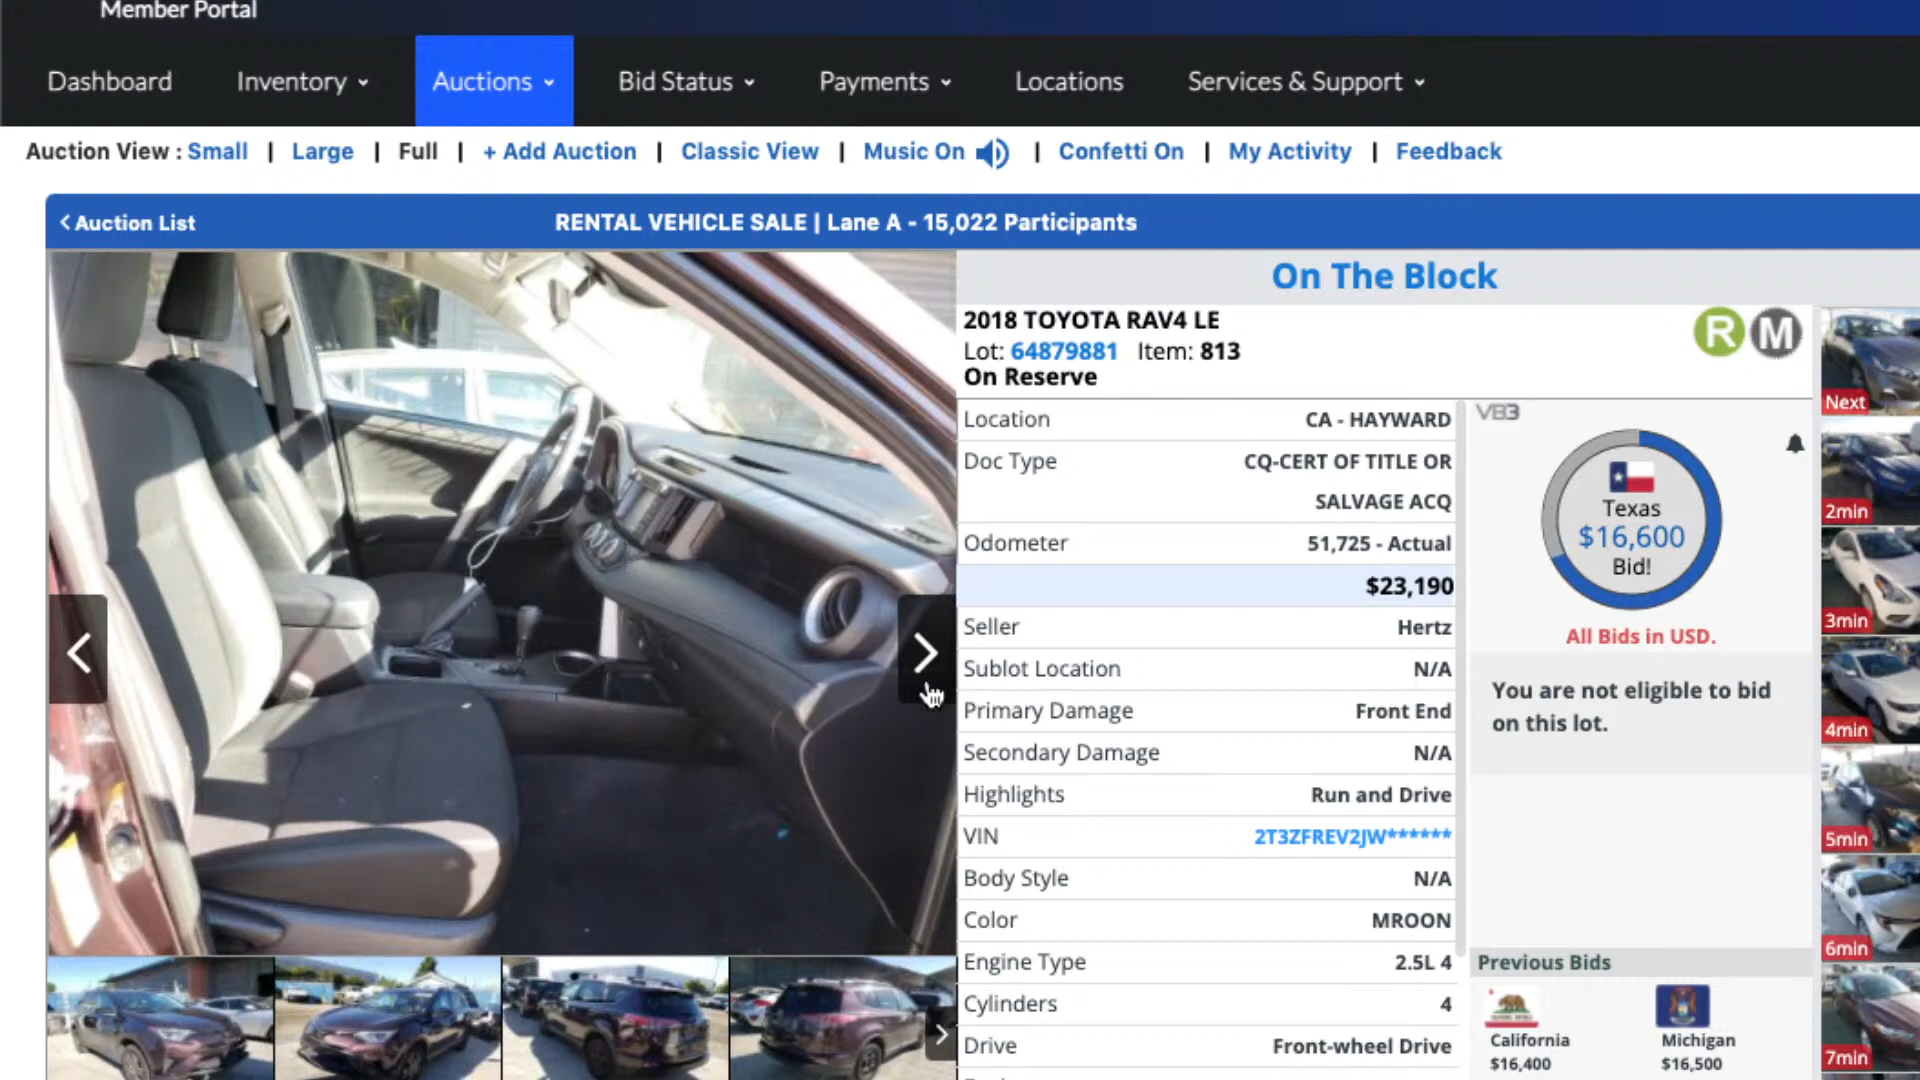 Member Portal
Dashboard Inventory Auctions Bid Status Payments Locations Services & Support
Auction View : Small | Large | Full | + Add Auction | Classic View | Music On | Confetti On | My Activity | Feedback
< Auction List
RENTAL VEHICLE SALE | Lane A - 15,022 Participants
On The Block
2018 TOYOTA RAV4 LE
Lot: 64879881 Item: 813
On Reserve
R M
Location CA - HAYWARD
Doc Type CQ-CERT OF TITLE OR
SALVAGE ACQ
Odometer 51,725 - Actual
$23,190
Seller Hertz
Sublot Location N/A
Primary Damage Front End
Secondary Damage N/A
Highlights Run and Drive
VIN 2T3ZFREV2JW******
Body Style N/A
Color MROON
Engine Type 2.5L 4
Cylinders 4
Drive Front-wheel Drive
VB3
Texas
$16,600
Bid!
All Bids in USD.
You are not eligible to bid
on this lot.
Previous Bids
California
$16,400
Michigan
$16,500
Next
2min
3min
4min
5min
6min
7min